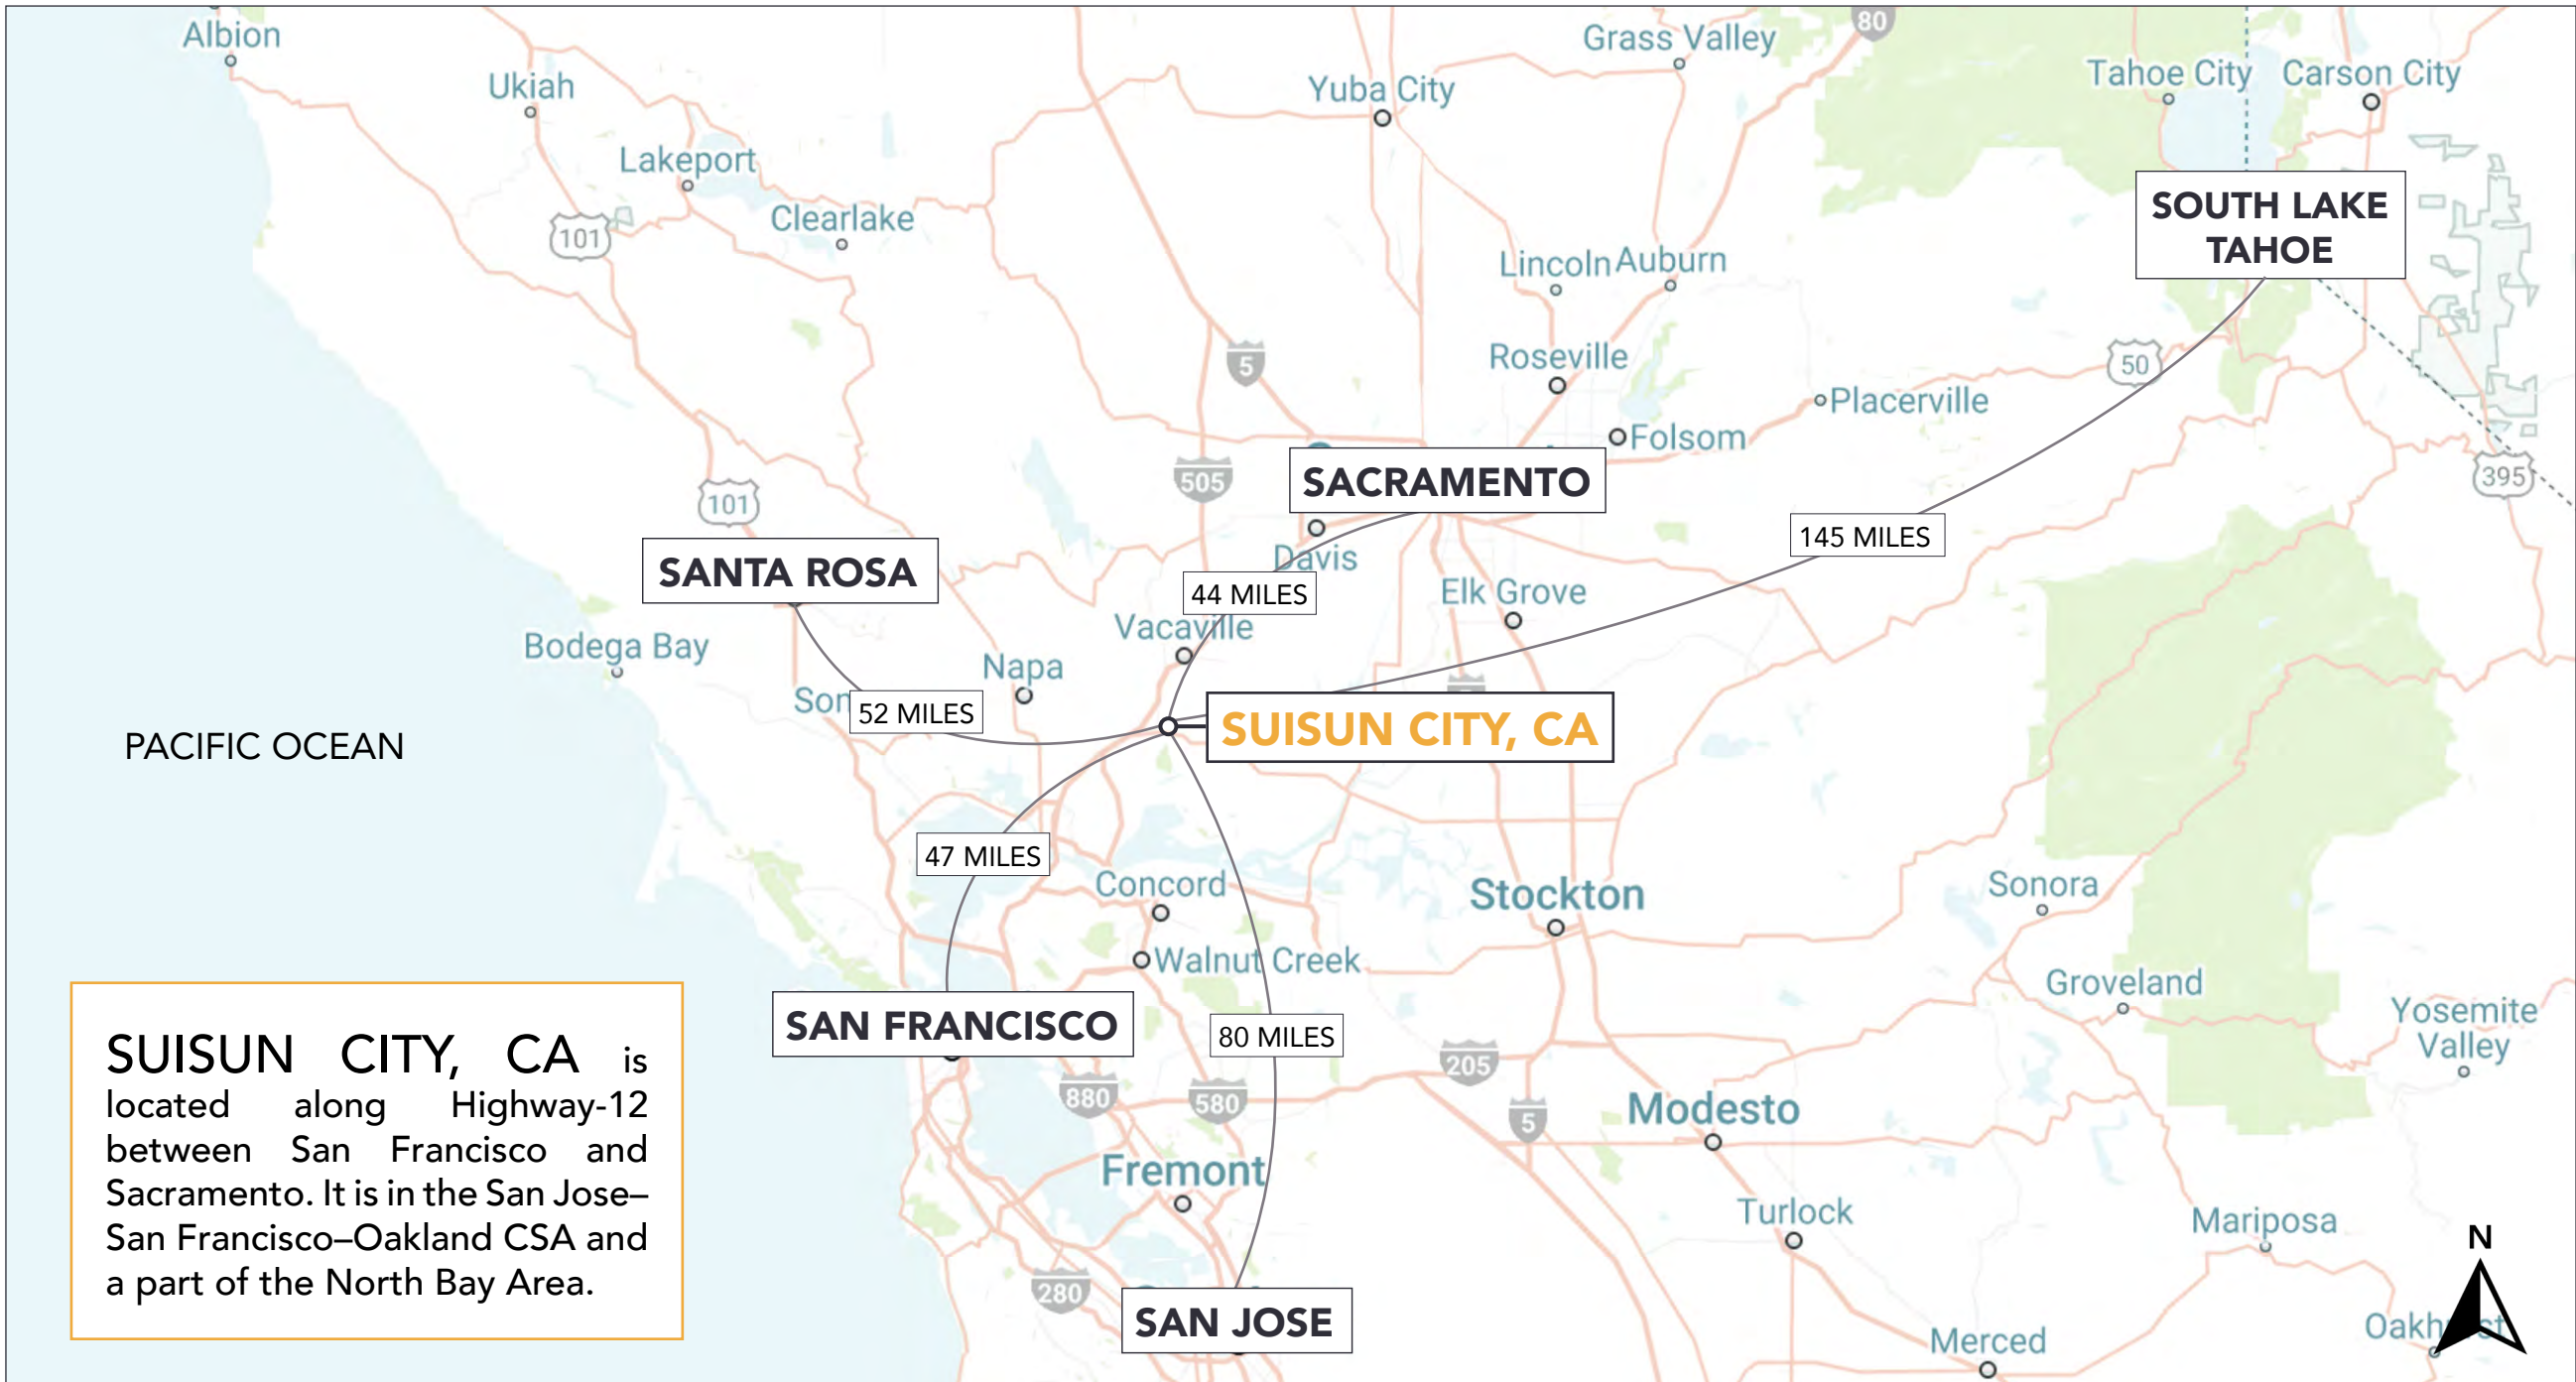 Albion
Ukiah
Lakeport
Clearlake
101
Yuba City
Grass Valley
80
Tahoe City
Carson City
SOUTH LAKE
TAHOE
Lincoln
Auburn
5
Roseville
50
Placerville
Folsom
101
505
SACRAMENTO
395
Davis
145 MILES
SANTA ROSA
44 MILES
Elk Grove
Vacaville
Bodega Bay
Napa
52 MILES
SUISUN CITY, CA
PACIFIC OCEAN
47 MILES
Concord
Stockton
Sonora
Walnut Creek
Groveland
Yosemite
Valley
SAN FRANCISCO
80 MILES
205
880
580
5
Modesto
Fremont
Turlock
Mariposa
280
SAN JOSE
Merced
N
SUISUN CITY, CA is
located along Highway-12
between San Francisco and
Sacramento. It is in the San Jose–
San Francisco–Oakland CSA and
a part of the North Bay Area.